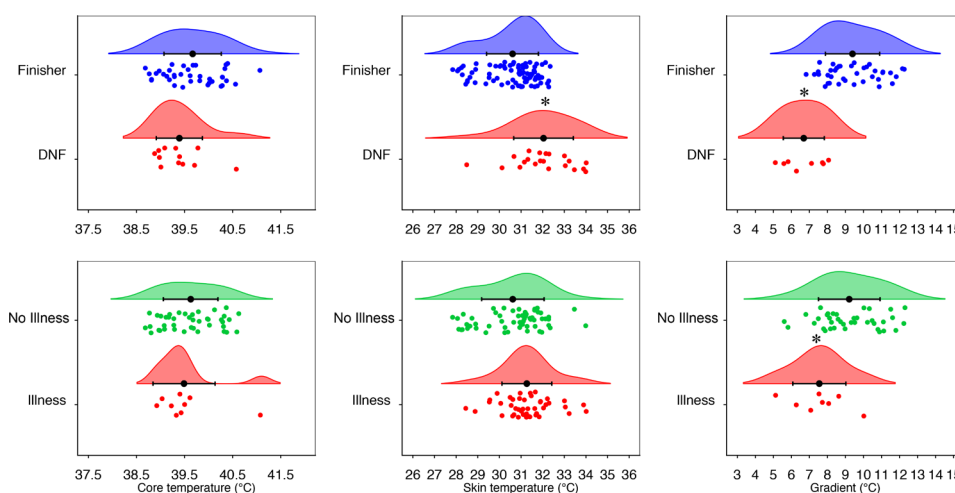 Finisher
DNF
37.5 38.5 39.5 40.5 41.5
Finisher
*
DNF
26 27 28 29 30 31 32 33 34 35 36
Finisher
*
DNF
3 4 5 6 7 8 9 10 11 12 13 14 15
No Illness
Illness
37.5 38.5 39.5 40.5 41.5
Core temperature (°C)
No Illness
Illness
26 27 28 29 30 31 32 33 34 35 36
Skin temperature (°C)
No Illness
*
Illness
3 4 5 6 7 8 9 10 11 12 13 14 15
Gradient (°C)